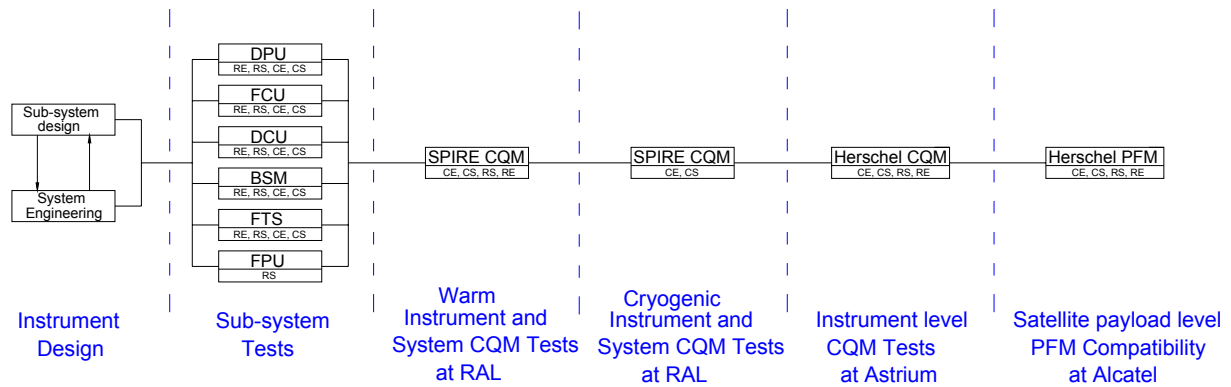 Sub-system
design
System
Engineering
DPU
RE, RS, CE, CS
FCU
RE, RS, CE, CS
DCU
RE, RS, CE, CS
BSM
RE, RS, CE, CS
FTS
RE, RS, CE, CS
FPU
RS
SPIRE CQM
CE, CS, RS, RE
SPIRE CQM
CE, CS
Herschel CQM
CE, CS, RS, RE
Herschel PFM
CE, CS, RS, RE
Instrument
Design
Sub-system
Tests
Warm
Instrument and
System CQM Tests
at RAL
Cryogenic
Instrument and
System CQM Tests
at RAL
Instrument level
CQM Tests
at Astrium
Satellite payload level
PFM Compatibility
at Alcatel